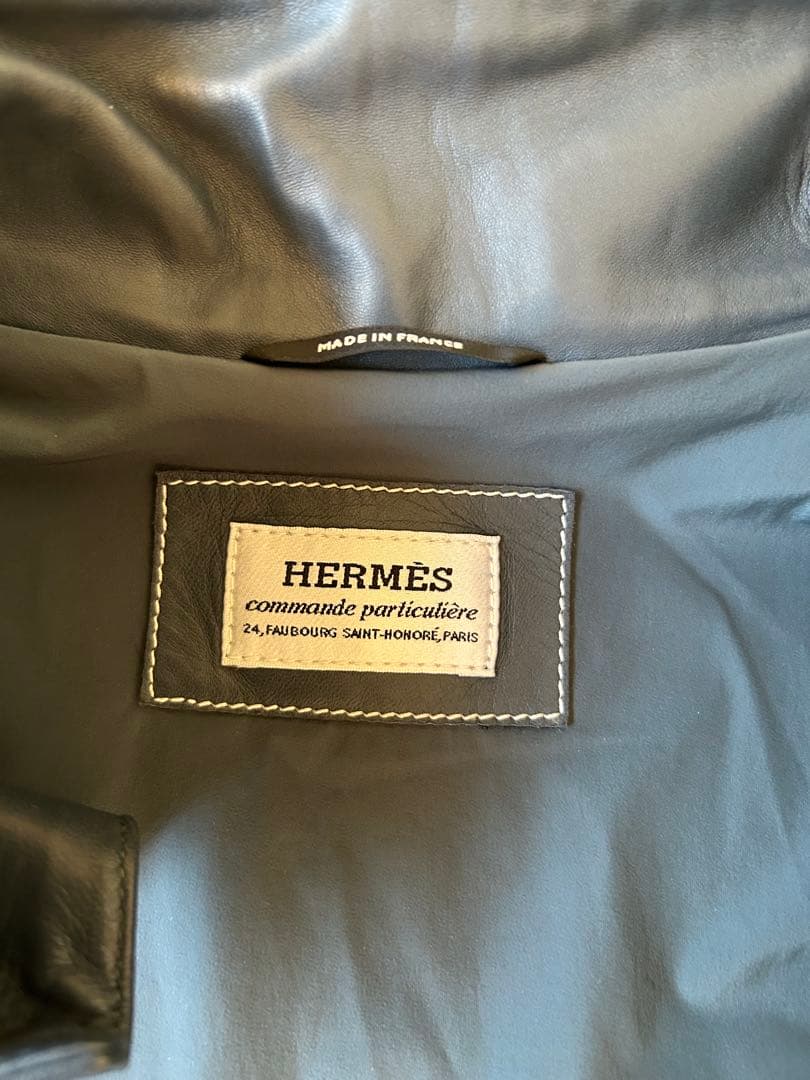 MADE IN FRANCE
HERMÈS
commande particulière
24, FAUBOURG SAINT-HONORÉ, PARIS